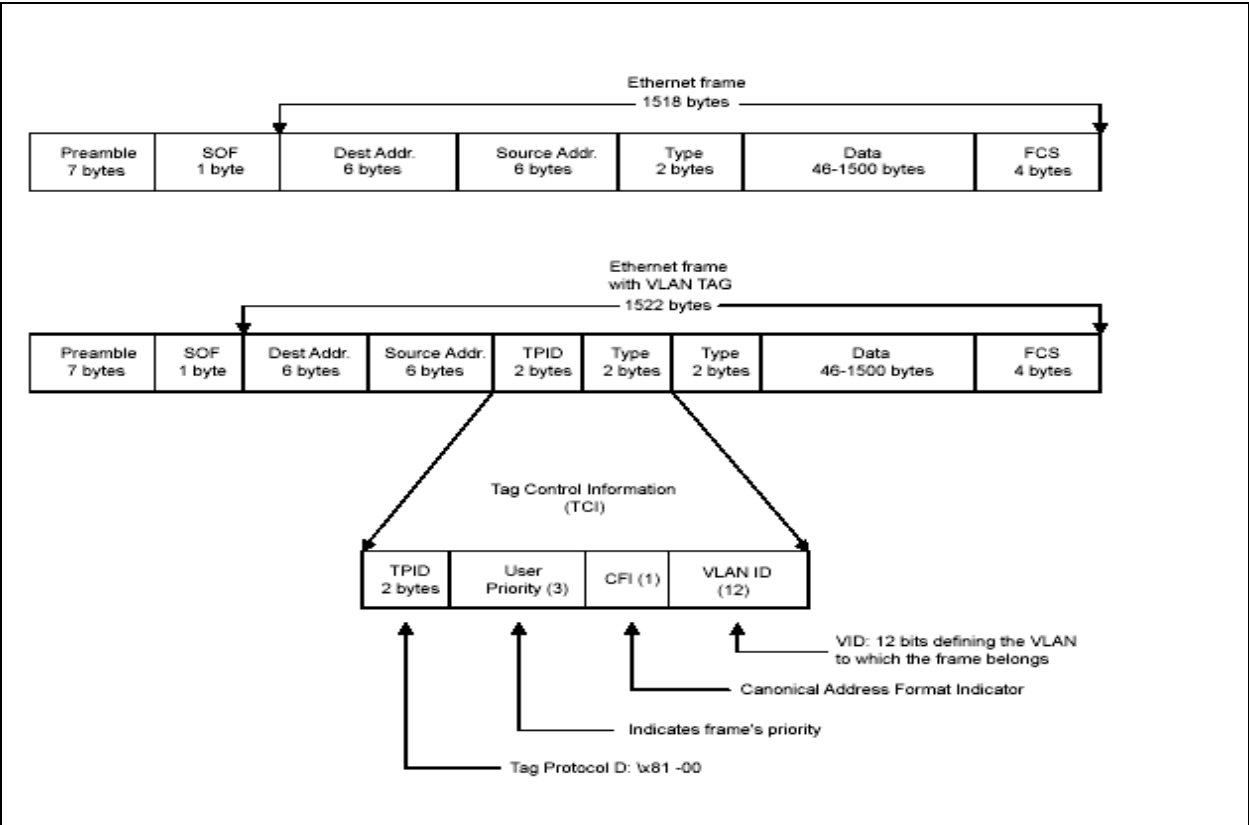 Ethernet frame
1518 bytes
Preamble
7 bytes
SOF
1 byte
Dest Addr.
6 bytes
Source Addr.
6 bytes
Type
2 bytes
Data
46-1500 bytes
FCS
4 bytes
Ethernet frame
with VLAN TAG
1522 bytes
Preamble
7 bytes
SOF
1 byte
Dest Addr.
6 bytes
Source Addr.
6 bytes
TPID
2 bytes
Type
2 bytes
Type
2 bytes
Data
46-1500 bytes
FCS
4 bytes
Tag Control Information
(TCI)
TPID
2 bytes
User
Priority (3)
CFI (1)
VLAN ID
(12)
VID: 12 bits defining the VLAN
to which the frame belongs
Canonical Address Format Indicator
Indicates frame's priority
Tag Protocol D: \x81 -00